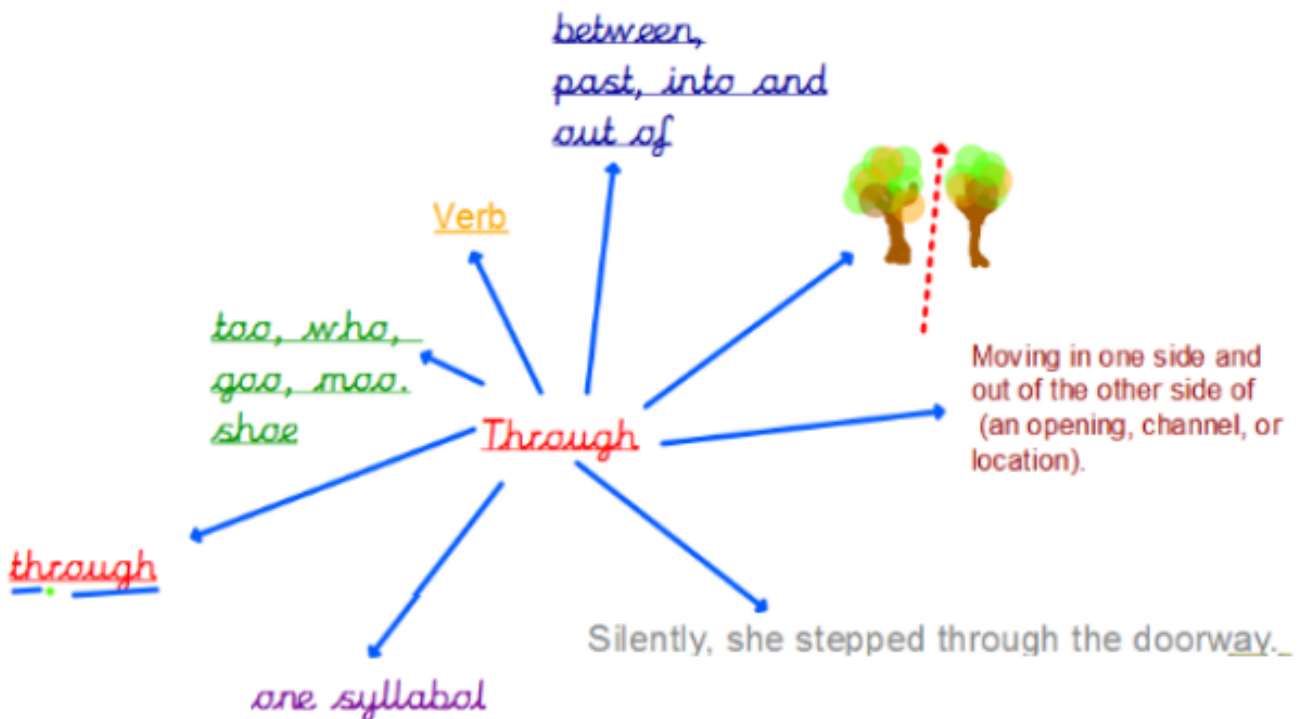 between,
past, into and
out of
Verb
too, who,
goo, moo.
shoe
Through
Moving in one side and
out of the other side of
(an opening, channel, or
location).
through
Silently, she stepped through the doorway.
one syllabol